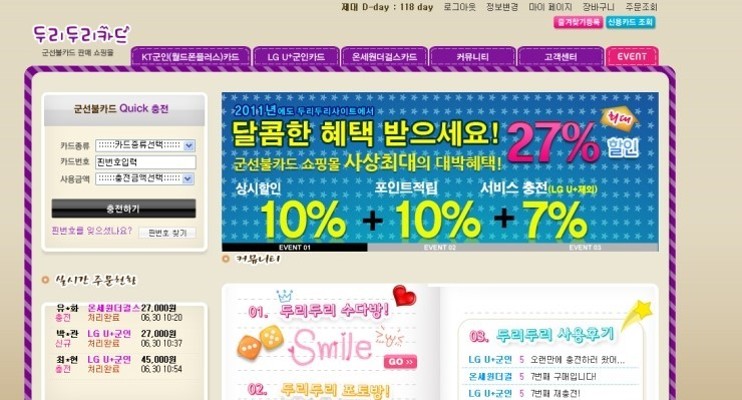 제대 D-day : 118 day 로그아웃 정보변경 마이 페이지 장바구니 주문조회
즐겨찾기등록 신용카드 조회
두리두리카드
군선불카드 판매 쇼핑몰
KT군인(월드폰플러스)카드 LG U+군인카드 온세원더걸스카드 커뮤니티 고객센터 EVENT
군선불카드 Quick 충전
카드종류 ::::::카드종류선택::::::
카드번호 핀번호입력
사용금액 ::::::충전금액선택::::::
충전하기
핀번호를 잊으셨나요? 핀번호 찾기
2011년에도 두리두리사이트에서
달콤한 혜택 받으세요!
군선불카드 쇼핑몰 사상최대의 대박혜택!
27% 최대 할인
상시할인 포인트적립 서비스 충전(LG U+제외)
10% + 10% + 7%
EVENT 01 EVENT 02 EVENT 03
실시간 주문현황
유*화 온세원더걸스 27,000원
충전 처리완료 06.30 10:20
박*관 LG U+군인 27,000원
신규 처리완료 06.30 10:37
최*현 LG U+군인 45,000원
충전 처리완료 06.30 10:54
커뮤니티
01. 두리두리 수다방!
Smile
GO >>
02. 두리두리 포토방!
03. 두리두리 사용후기
LG U+군인 5 오랜만에 충전하러 왔어...
온세원더걸 5 7번째 구매입니다!
LG U+군인 5 7번째 재충전!